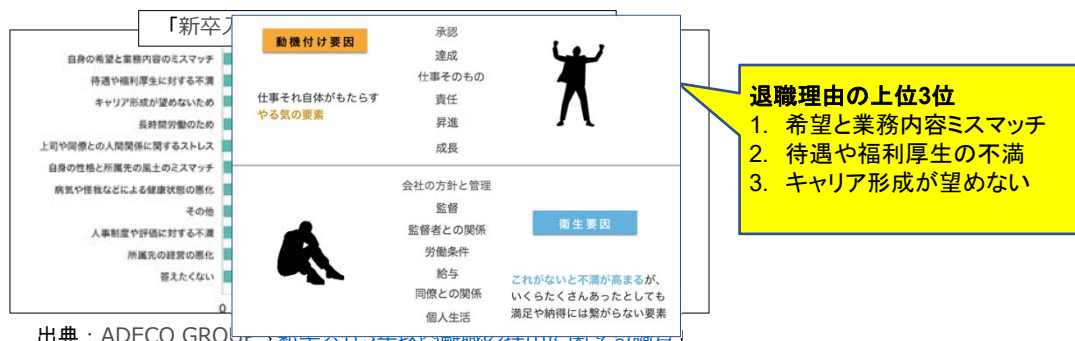 「新卒
自身の希望と業務内容のミスマッチ
待遇や福利厚生に対する不満
キャリア形成が望めないため
長時間労働のため
上司や同僚との人間関係に関するストレス
自身の性格と所属先の風土のミスマッチ
病気や怪我などによる健康状態の悪化
その他
人事制度や評価に対する不満
所属先の経営の悪化
答えたくない
0
動機付け要因
仕事それ自体がもたらす
やる気の要素
承認
達成
仕事そのもの
責任
昇進
成長
会社の方針と管理
監督
監督者との関係
労働条件
給与
同僚との関係
個人生活
衛生要因
これがないと不満が高まるが、
いくらたくさんあったとしても
満足や納得には繋がらない要素
退職理由の上位3位
1. 希望と業務内容ミスマッチ
2. 待遇や福利厚生の不満
3. キャリア形成が望めない
出典：ADECO GROUP